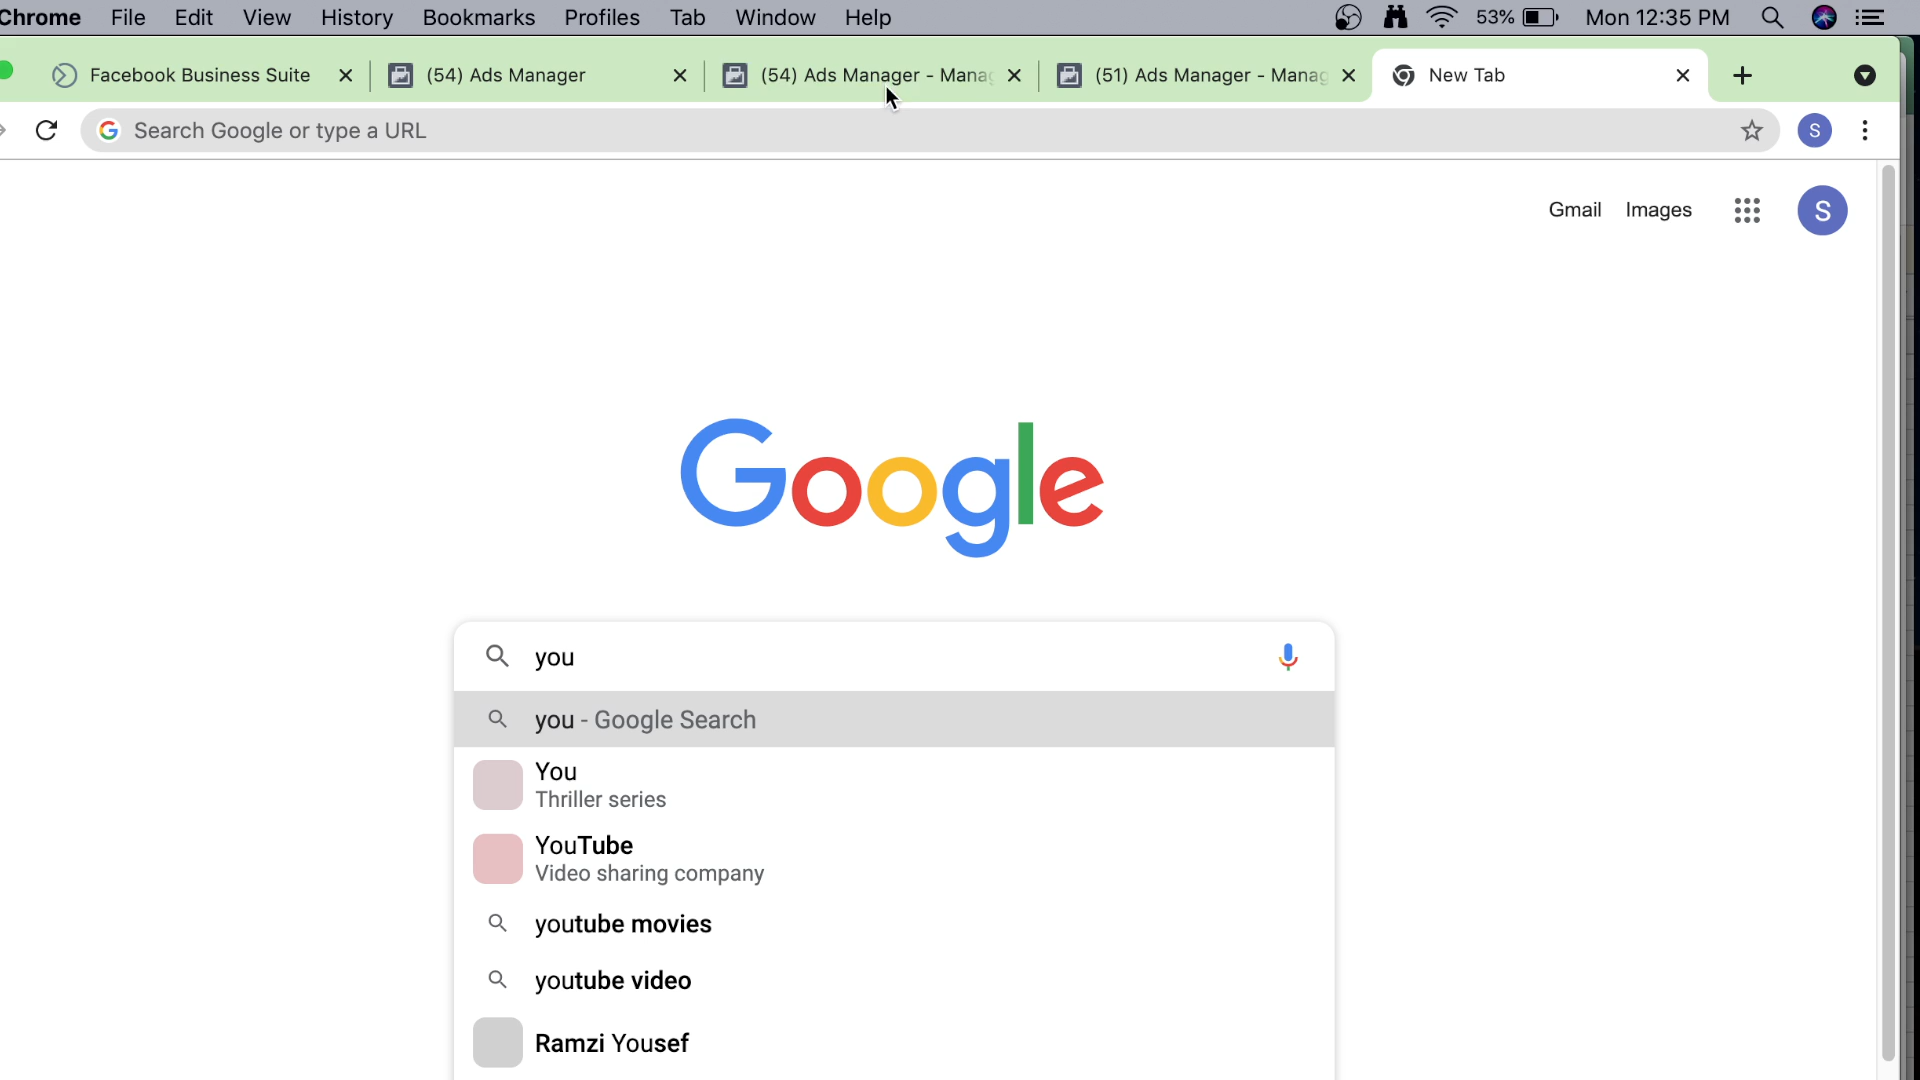 Chrome File Edit View History Bookmarks Profiles Tab Window Help 53% Mon 12:35 PM
Facebook Business Suite (54) Ads Manager (54) Ads Manager - Mana (51) Ads Manager - Manag New Tab
Search Google or type a URL S
Gmail Images S
Google
you
you - Google Search
You
Thriller series
YouTube
Video sharing company
youtube movies
youtube video
Ramzi Yousef